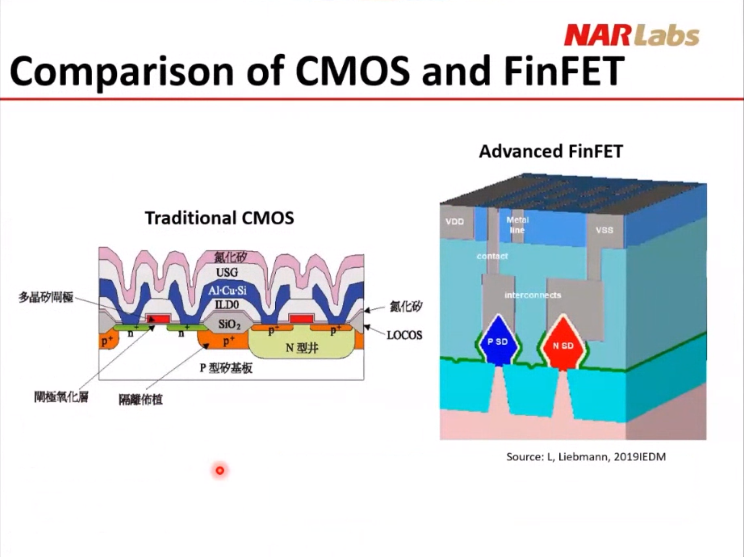 NARLabs
Comparison of CMOS and FinFET
Traditional CMOS
氮化矽
USG
Al·Cu·Si
ILD0
SiO₂
多晶矽閘極
氮化矽
LOCOS
p⁺
n⁺
n⁺
p⁺
p⁺
p⁺
N 型井
P 型矽基板
閘極氧化層
隔離佈植
Advanced FinFET
VDD
Metal
line
VSS
contact
interconnects
P SD
N SD
Source: L, Liebmann, 2019IEDM